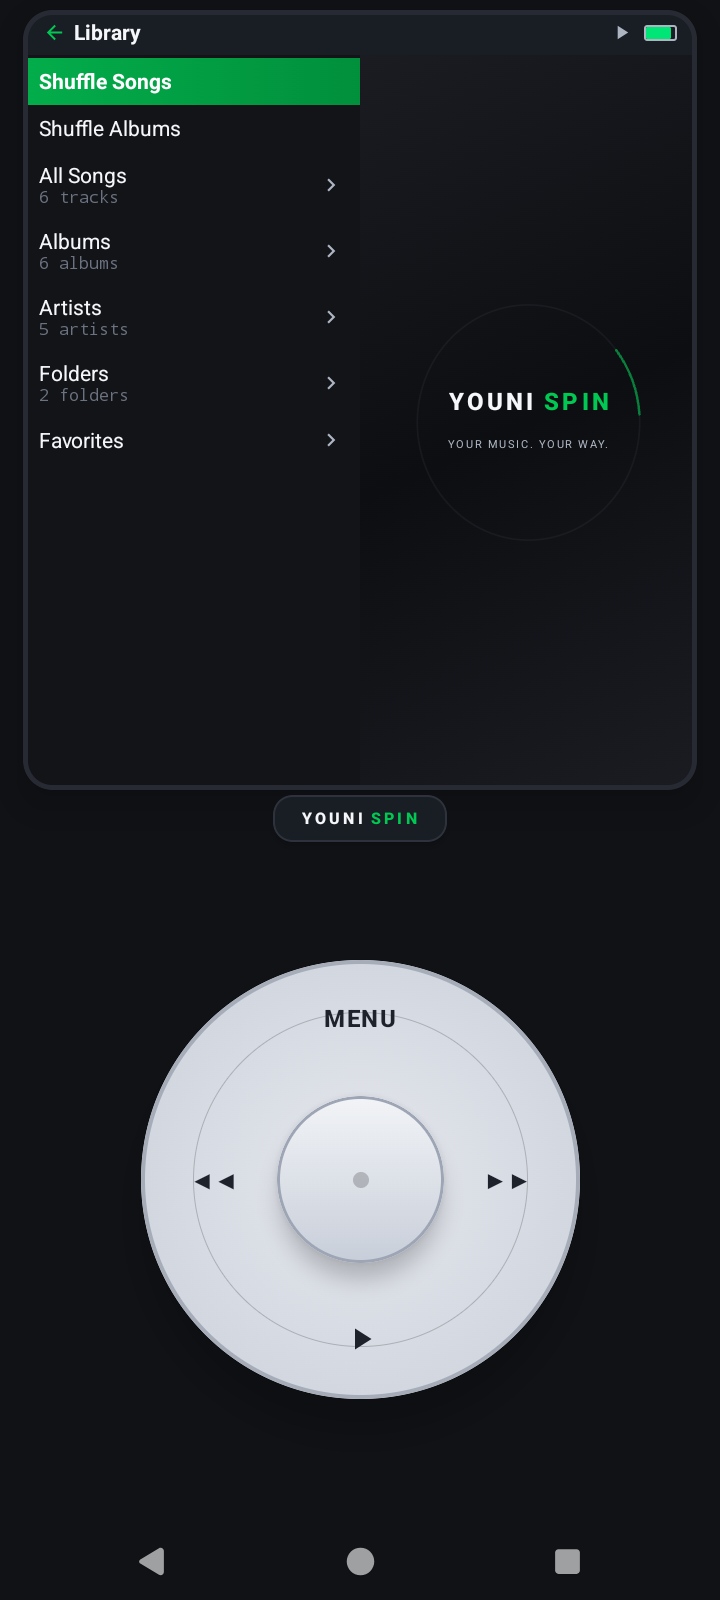 Library
Shuffle Songs
Shuffle Albums
All Songs
6 tracks
Albums
6 albums
Artists
5 artists
Folders
2 folders
Favorites
YOUNI SPIN
YOUR MUSIC. YOUR WAY.
YOUNI SPIN
MENU